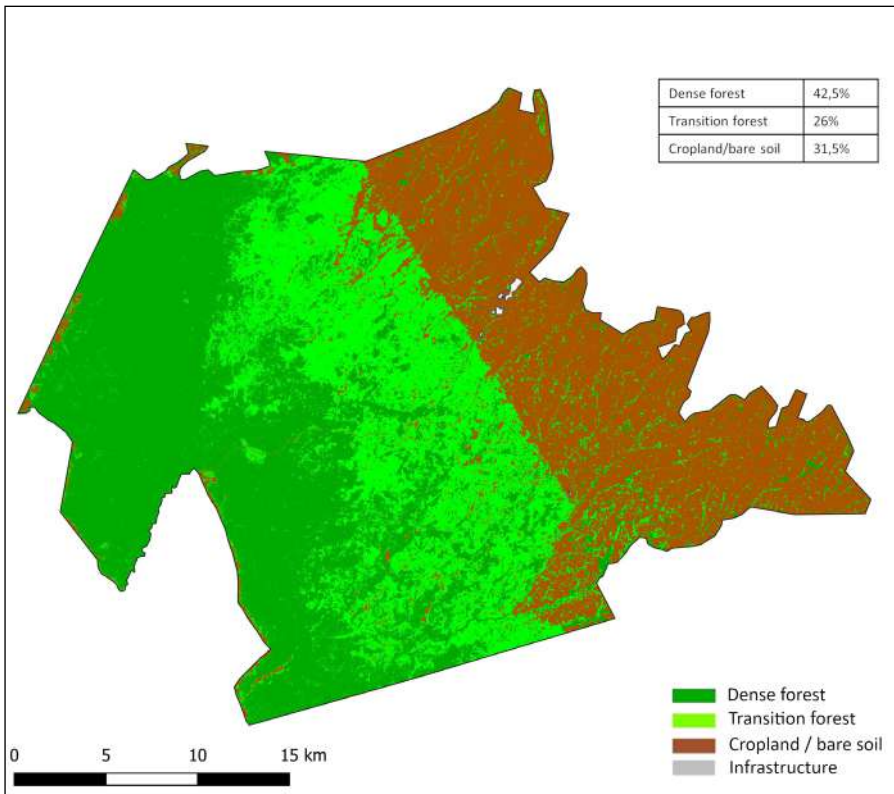 Dense forest 42,5%
Transition forest 26%
Cropland/bare soil 31,5%
Dense forest
Transition forest
Cropland / bare soil
Infrastructure
0 5 10 15 km